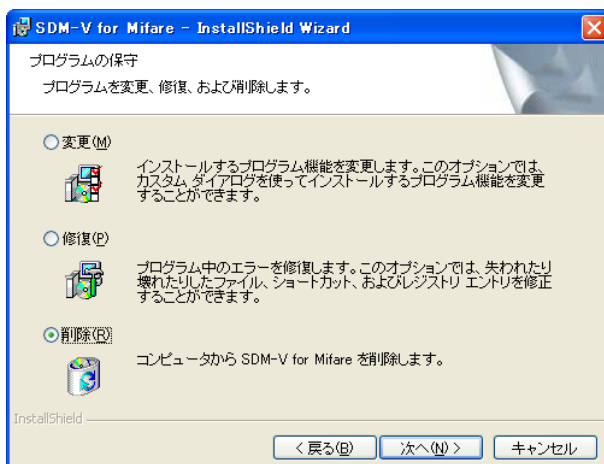 SDM-V for Mifare - InstallShield Wizard
プログラムの保守
プログラムを変更、修復、および削除します。
変更(M)
インストールするプログラム機能を変更します。このオプションでは、
カスタム ダイアログを使ってインストールするプログラム機能を変更
することができます。
修復(P)
プログラム中のエラーを修復します。このオプションでは、失われたり
壊れたりしたファイル、ショートカット、およびレジストリ エントリを修正
することができます。
削除(R)
コンピュータから SDM-V for Mifare を削除します。
InstallShield
< 戻る(B)
次へ(N) >
キャンセル